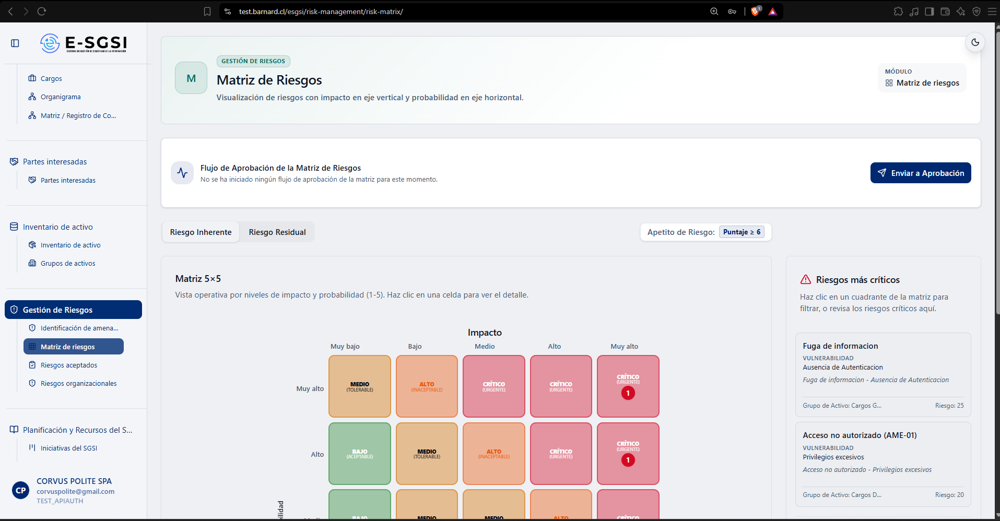 test.barnard.cl/esgsi/risk-management/risk-matrix/
1
E-SGSI
SISTEMAS DE GESTIÓN DE SEGURIDAD DE LA INFORMACIÓN
Cargos
Organigrama
Matriz / Registro de Co...
Partes interesadas
Partes interesadas
Inventario de activo
Inventario de activo
Grupos de activos
Gestión de Riesgos
Identificación de amena...
Matriz de riesgos
Riesgos aceptados
Riesgos organizacionales
Planificación y Recursos del S...
Iniciativas del SGSI
CP
CORVUS POLITE SPA
corvuspolite@gmail.com
TEST_APIAUTH
M
GESTIÓN DE RIESGOS
Matriz de Riesgos
Visualización de riesgos con impacto en eje vertical y probabilidad en eje horizontal.
MÓDULO
Matriz de riesgos
Flujo de Aprobación de la Matriz de Riesgos
No se ha iniciado ningún flujo de aprobación de la matriz para este momento.
Enviar a Aprobación
Riesgo Inherente
Riesgo Residual
Apetito de Riesgo: Puntaje ≥ 6
Matriz 5×5
Vista operativa por niveles de impacto y probabilidad (1-5). Haz clic en una celda para ver el detalle.
Impacto
Muy bajo Bajo Medio Alto Muy alto
Muy alto
MEDIO
(TOLERABLE)
ALTO
(INACEPTABLE)
CRÍTICO
(URGENTE)
CRÍTICO
(URGENTE)
CRÍTICO
(URGENTE)
1
Alto
BAJO
(ACEPTABLE)
MEDIO
(TOLERABLE)
ALTO
(INACEPTABLE)
CRÍTICO
(URGENTE)
CRÍTICO
(URGENTE)
1
BAJO
MEDIO
MEDIO
ALTO
CRÍTICO
Riesgos más críticos
Haz clic en un cuadrante de la matriz para
filtrar, o revisa los riesgos críticos aquí.
Fuga de informacion
VULNERABILIDAD
Ausencia de Autenticacion
Fuga de informacion - Ausencia de Autenticacion
Grupo de Activo: Cargos G... Riesgo: 25
Acceso no autorizado (AME-01)
VULNERABILIDAD
Privilegios excesivos
Acceso no autorizado - Privilegios excesivos
Grupo de Activo: Cargos D... Riesgo: 20